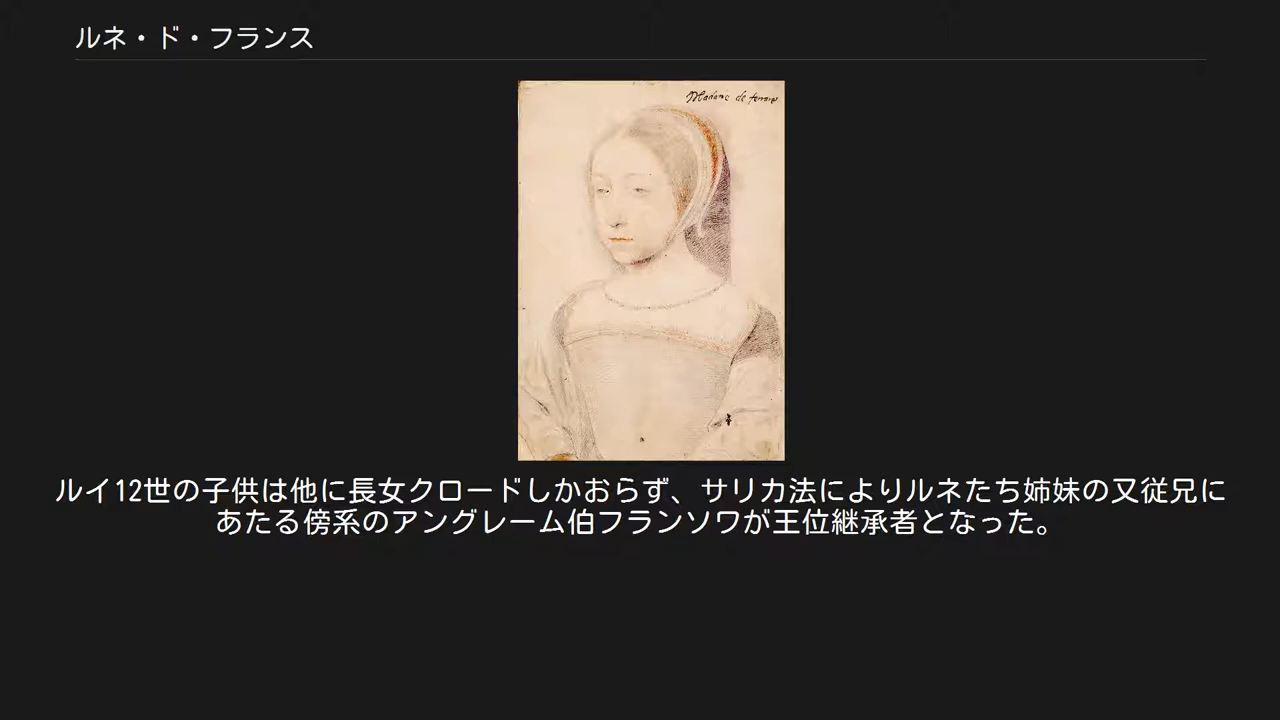 ルネ・ド・フランス
Madame de ferrare
ルイ12世の子供は他に長女クロードしかおらず、サリカ法によりルネたち姉妹の又従兄に
あたる傍系のアングレーム伯フランソワが王位継承者となった。